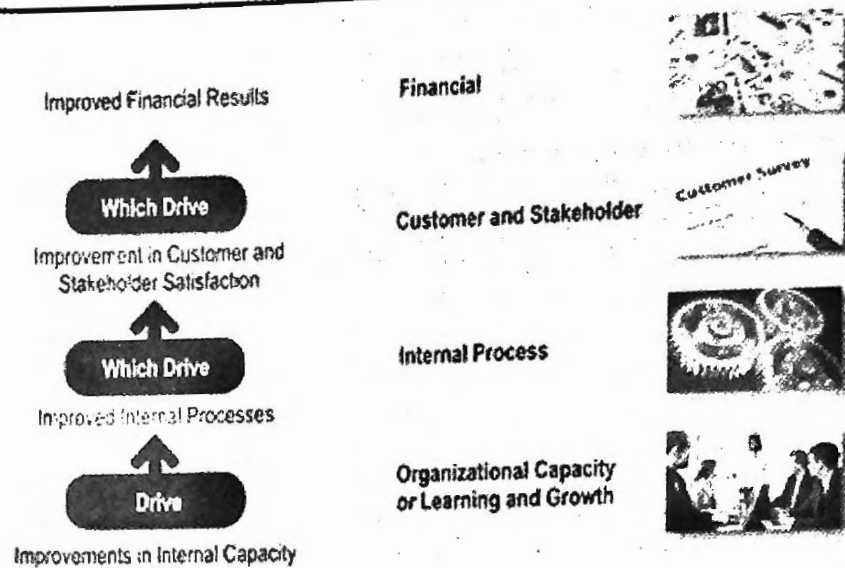 Improved Financial Results
Financial
Which Drive
Customer Survey
Customer and Stakeholder
Improvement in Customer and
Stakeholder Satisfaction
Which Drive
Internal Process
Improved Internal Processes
Drive
Organizational Capacity
or Learning and Growth
Improvements in Internal Capacity